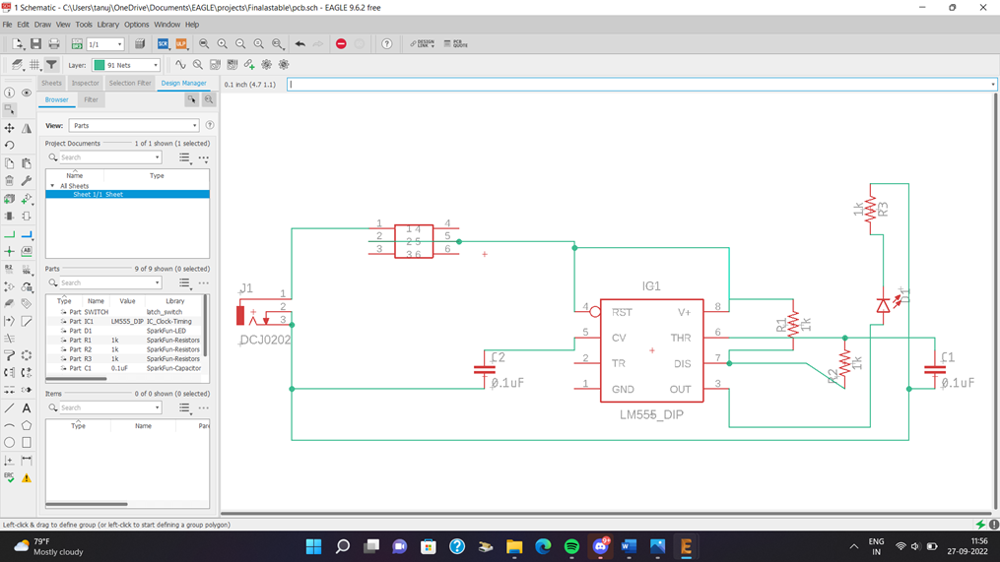 1 Schematic - C:\Users\tanuj\OneDrive\Documents\EAGLE\projects\Finalastable\pcb.sch - EAGLE 9.6.2 free
File Edit Draw View Tools Library Options Window Help
1/1 SCR ULP DESIGN LINK PCB QUOTE
Layer: 91 Nets
Sheets Inspector Selection Filter Design Manager
0.1 inch (4.7 1.1)
Browser Filter
View: Parts
Project Documents 1 of 1 shown (1 selected)
Search
Name Type
All Sheets
Sheet 1/1 Sheet
Parts 9 of 9 shown (0 selected)
Search
Type Name Value Library
Part SWITCH latch_switch
Part IC1 LM555_DIP IC_Clock-Timing
Part D1 SparkFun-LED
Part R1 1k SparkFun-Resistors
Part R2 1k SparkFun-Resistors
Part R3 1k SparkFun-Resistors
Part C1 0.1uF SparkFun-Capacitor
Items 0 of 0 shown (0 selected)
Search
Type Name Par
R2
10k
ERC
1k R3
1 1 4 4
2 2 5 5
3 3 6 6
J1
1
2
3
DCJ0202
IC1
4 RST V+ 8
5 CV THR 6
2 TR DIS 7
1 GND OUT 3
LM555_DIP
D1
R1 1k
R2 1k
C2
0.1uF
C1
0.1uF
Left-click & drag to define group (or left-click to start defining a group polygon)
79°F
Mostly cloudy
ENG
IN
11:56
27-09-2022